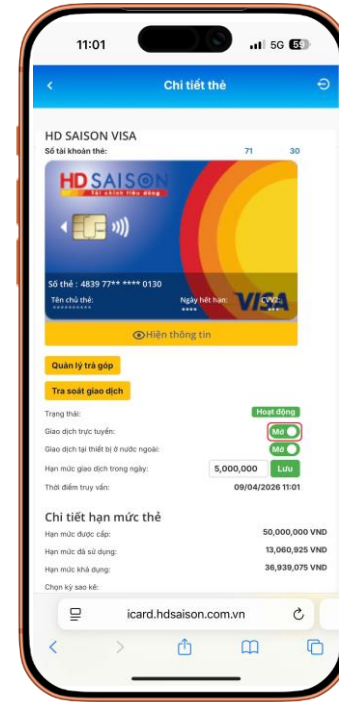 11:01 5G 59
Chi tiết thẻ
HD SAISON VISA
Số tài khoản thẻ: 71 30
HD SAISON
Tài chính tiêu dùng
Số thẻ : 4839 77** **** 0130
Tên chủ thẻ: Ngày hết hạn: CVV2:
********** **** ***
VISA
Hiện thông tin
Quản lý trả góp
Tra soát giao dịch
Trạng thái: Hoạt động
Giao dịch trực tuyến: Mở
Giao dịch tại thiết bị ở nước ngoài: Mở
Hạn mức giao dịch trong ngày: 5,000,000 Lưu
Thời điểm truy vấn: 09/04/2026 11:01
Chi tiết hạn mức thẻ
Hạn mức được cấp: 50,000,000 VND
Hạn mức đã sử dụng: 13,060,925 VND
Hạn mức khả dụng: 36,939,075 VND
Chọn kỳ sao kê:
icard.hdsaison.com.vn